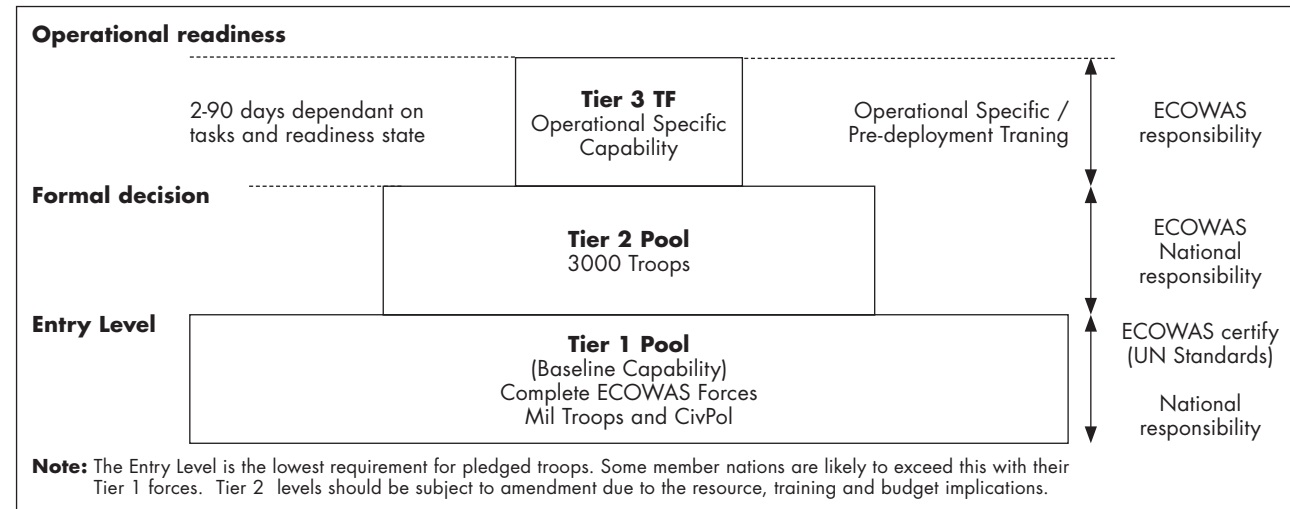 Operational readiness
2-90 days dependant on
tasks and readiness state
Tier 3 TF
Operational Specific
Capability
Operational Specific /
Pre-deployment Traning
ECOWAS
responsibility
Formal decision
Tier 2 Pool
3000 Troops
ECOWAS
National
responsibility
Entry Level
Tier 1 Pool
(Baseline Capability)
Complete ECOWAS Forces
Mil Troops and CivPol
ECOWAS certify
(UN Standards)
National
responsibility
Note: The Entry Level is the lowest requirement for pledged troops. Some member nations are likely to exceed this with their
Tier 1 forces. Tier 2 levels should be subject to amendment due to the resource, training and budget implications.